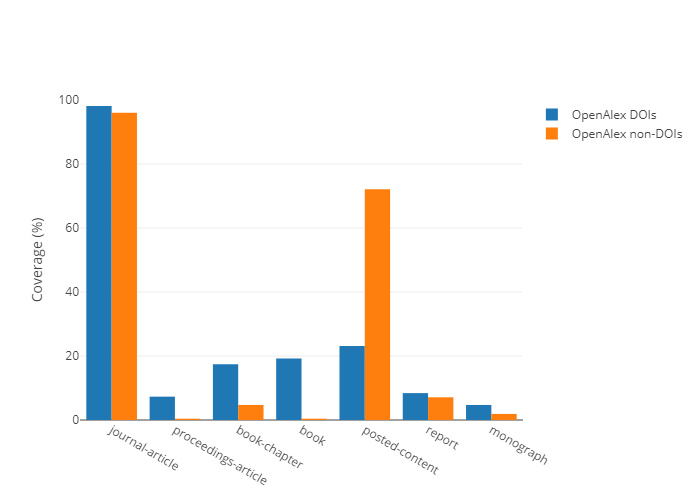 OpenAlex DOIs
OpenAlex non-DOIs
Coverage (%)
100
80
60
40
20
0
journal-article
proceedings-article
book-chapter
book
posted-content
report
monograph